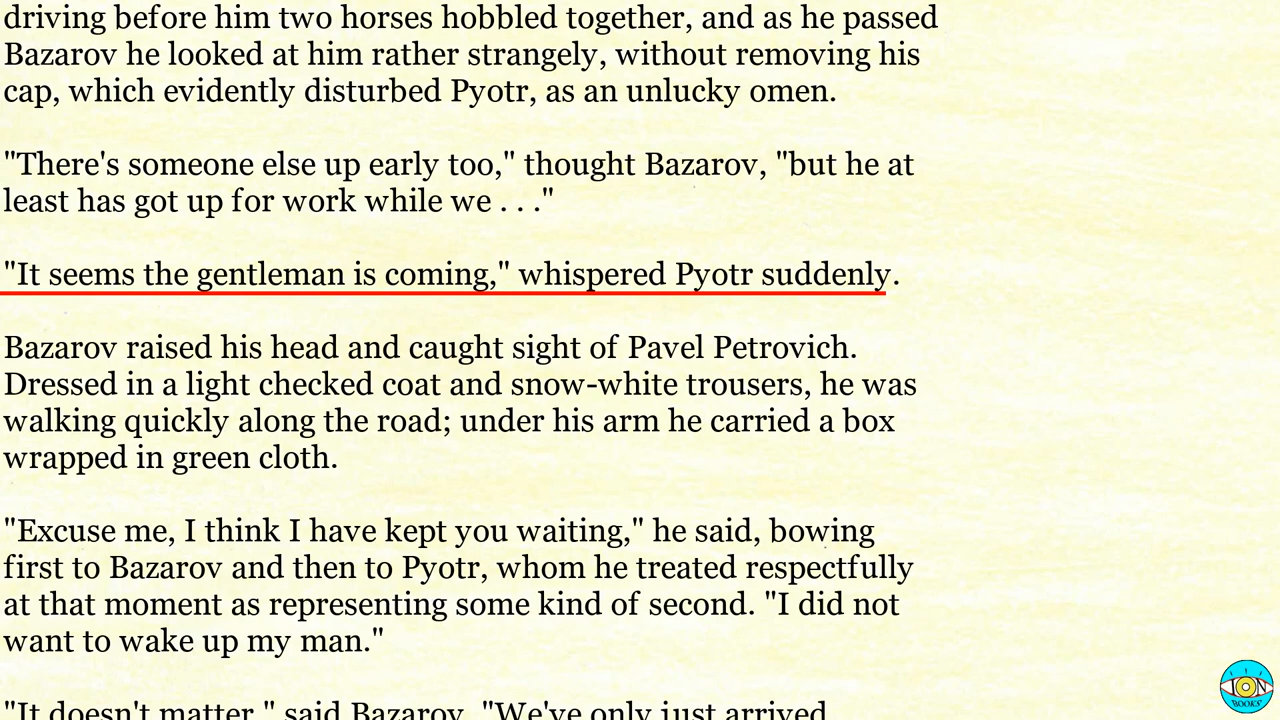 driving before him two horses hobbled together, and as he passed
Bazarov he looked at him rather strangely, without removing his
cap, which evidently disturbed Pyotr, as an unlucky omen.
"There's someone else up early too," thought Bazarov, "but he at
least has got up for work while we . . ."
"It seems the gentleman is coming," whispered Pyotr suddenly.
Bazarov raised his head and caught sight of Pavel Petrovich.
Dressed in a light checked coat and snow-white trousers, he was
walking quickly along the road; under his arm he carried a box
wrapped in green cloth.
"Excuse me, I think I have kept you waiting," he said, bowing
first to Bazarov and then to Pyotr, whom he treated respectfully
at that moment as representing some kind of second. "I did not
want to wake up my man."
"It doesn't matter," said Bazarov. "We've only just arrived
ION
BOOKS